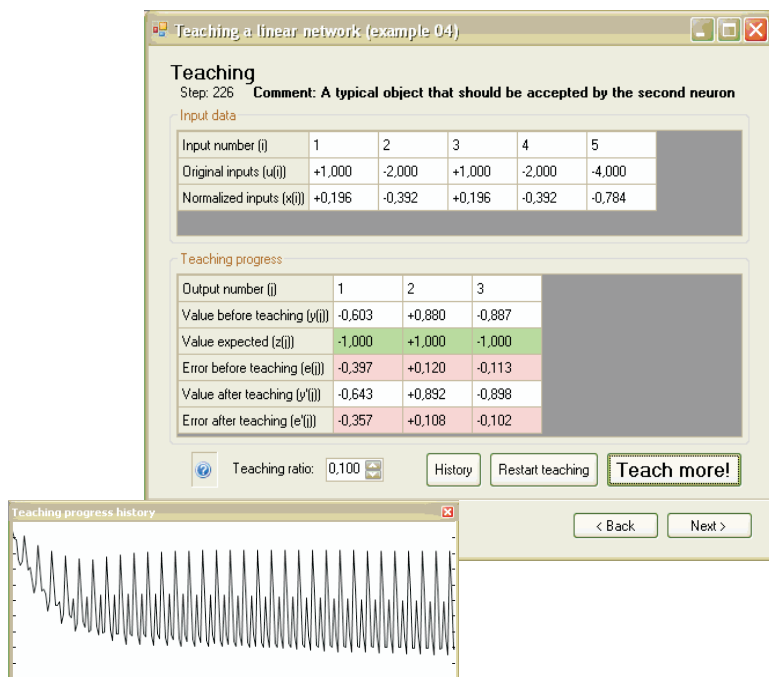 Teaching a linear network (example 04)
Teaching
Step: 226 Comment: A typical object that should be accepted by the second neuron
Input data
Input number (i) 1 2 3 4 5
Original inputs (u(i)) +1,000 -2,000 +1,000 -2,000 -4,000
Normalized inputs (x(i)) +0,196 -0,392 +0,196 -0,392 -0,784
Teaching progress
Output number (j) 1 2 3
Value before teaching (y(j)) -0,603 +0,880 -0,887
Value expected (z(j)) -1,000 +1,000 -1,000
Error before teaching (e(j)) -0,397 +0,120 -0,113
Value after teaching (y'(j)) -0,643 +0,892 -0,898
Error after teaching (e'(j)) -0,357 +0,108 -0,102
Teaching ratio: 0,100 History Restart teaching Teach more!
< Back Next >
Teaching progress history